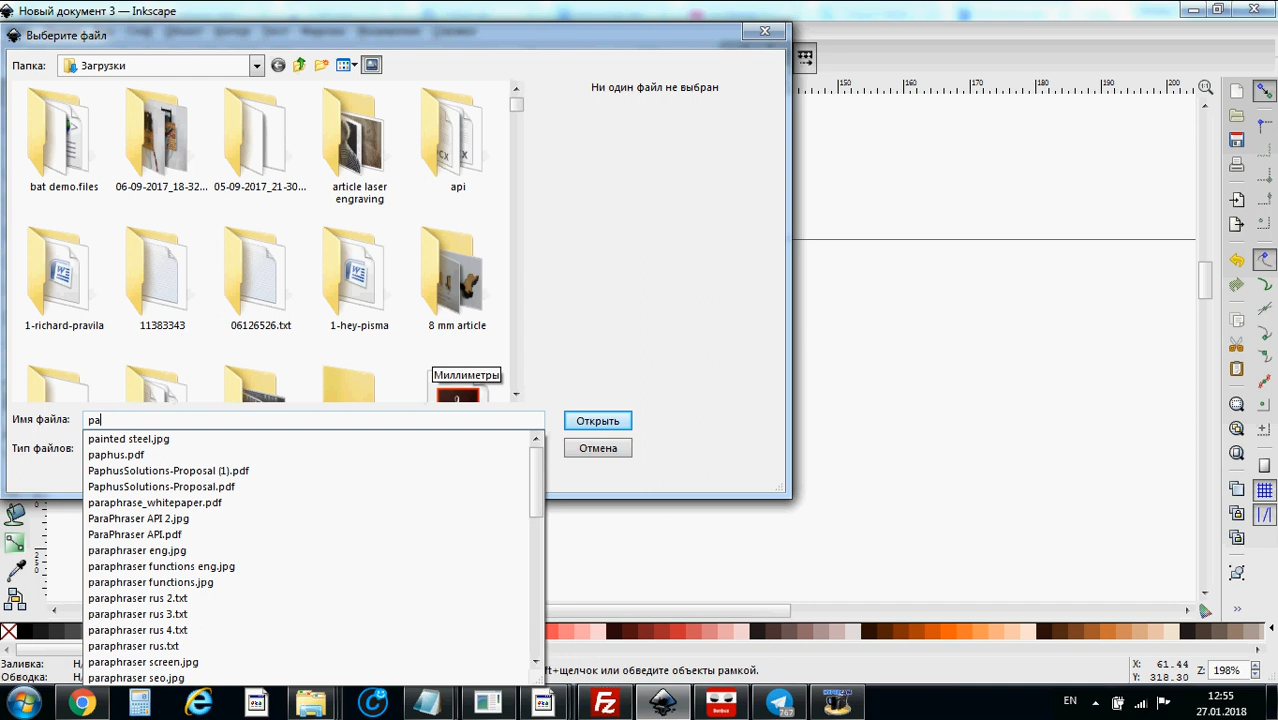 Новый документ 3 — Inkscape
Выберите файл
Папка: Загрузки
Ни один файл не выбран
150 160 170 180 190 200
bat demo.files
06-09-2017_18-32...
05-09-2017_21-30...
article laser
engraving
api
1-richard-pravila
11383343
06126526.txt
1-hey-pisma
8 mm article
Миллиметры
Имя файла: pa
Открыть
Тип файлов:
Отмена
painted steel.jpg
paphus.pdf
PaphusSolutions-Proposal (1).pdf
PaphusSolutions-Proposal.pdf
paraphrase_whitepaper.pdf
ParaPhraser API 2.jpg
ParaPhraser API.pdf
paraphraser eng.jpg
paraphraser functions eng.jpg
paraphraser functions.jpg
paraphraser rus 2.txt
paraphraser rus 3.txt
paraphraser rus 4.txt
paraphraser rus.txt
paraphraser screen.jpg
paraphraser seo.jpg
Заливка: Н/
Обводка: Н/
ft+щелчок или обведите объекты рамкой.
X: 61.44
Y: 318.30
Z: 198%
767
EN
12:55
27.01.2018